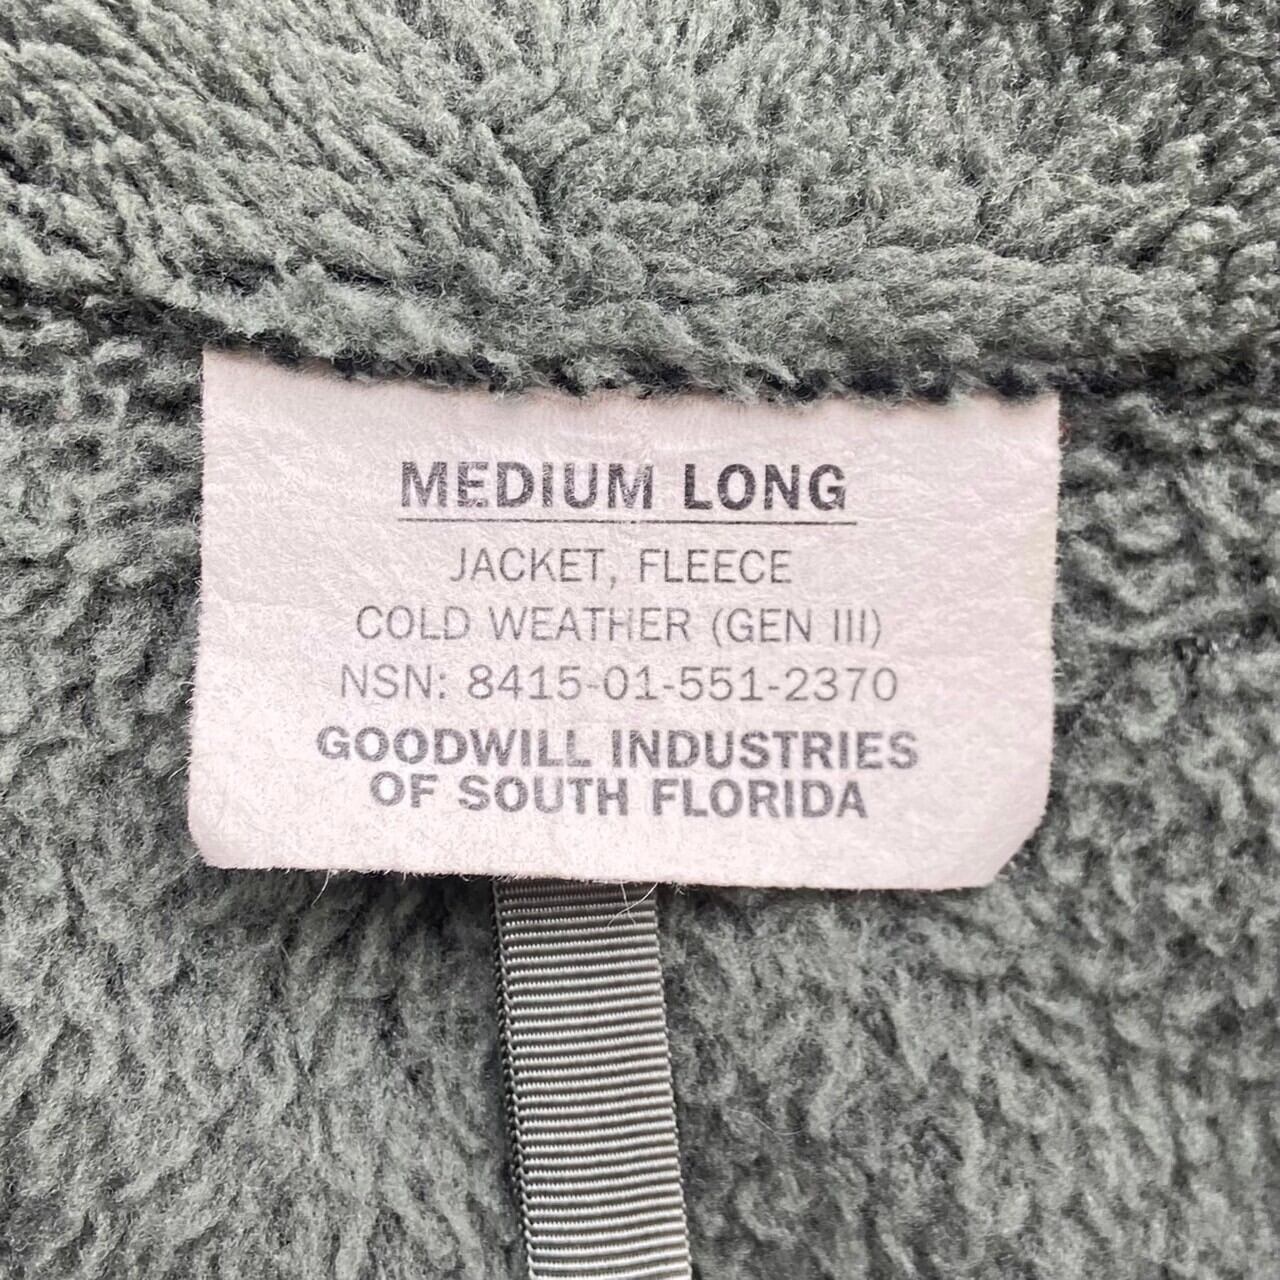 MEDIUM LONG
JACKET, FLEECE
COLD WEATHER (GEN III)
NSN: 8415-01-551-2370
GOODWILL INDUSTRIES
OF SOUTH FLORIDA